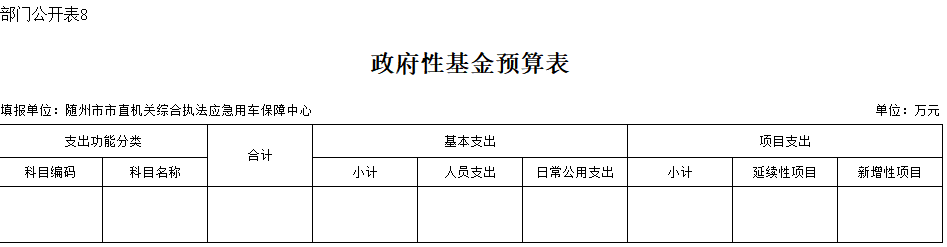 部门公开表8
政府性基金预算表
填报单位：随州市市直机关综合执法应急用车保障中心 单位：万元
支出功能分类 合计 基本支出 项目支出
科目编码 科目名称 小计 人员支出 日常公用支出 小计 延续性项目 新增性项目